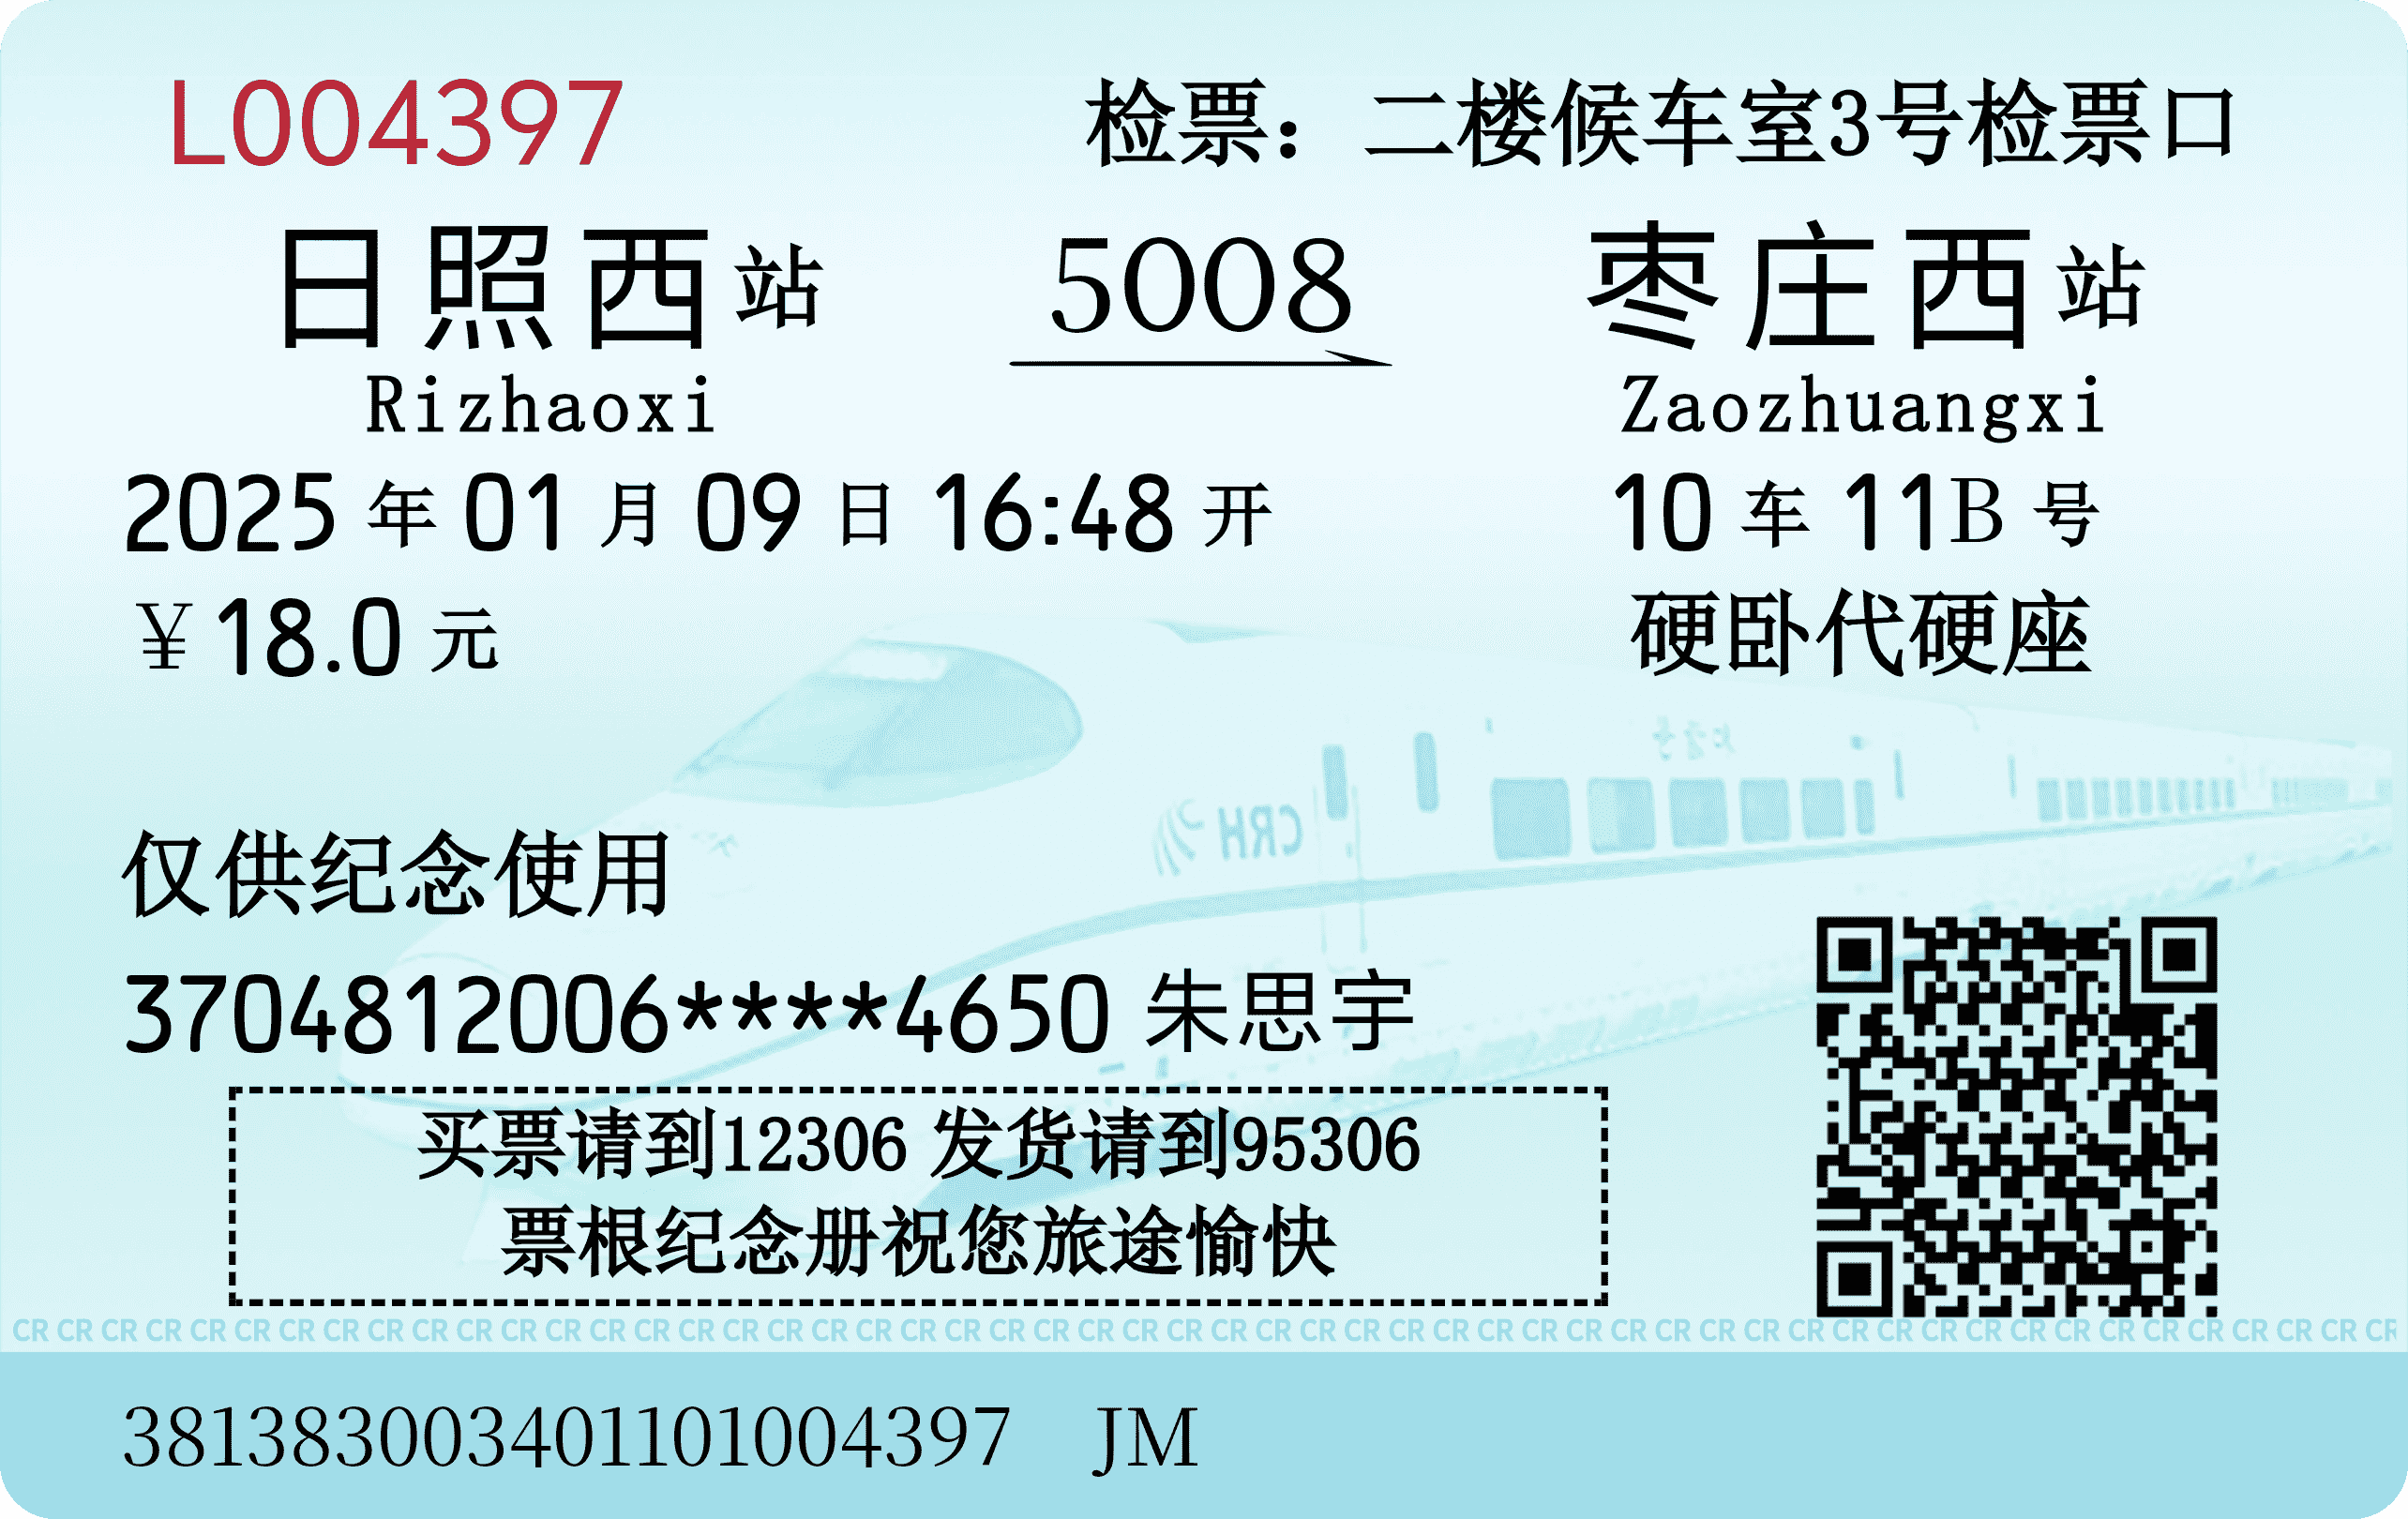 L004397 检票：二楼候车室3号检票口
日照西站 5008 枣庄西站
Rizhaoxi Zaozhuangxi
2025年01月09日16:48开 10车11B号
￥18.0元 硬卧代硬座
CRH
仅供纪念使用
3704812006****4650 朱思宇
买票请到12306 发货请到95306
票根纪念册祝您旅途愉快
CR CR CR CR CR CR CR CR CR CR CR CR CR CR CR CR CR CR CR CR CR CR CR CR CR CR CR CR CR CR CR CR CR CR CR CR CR CR CR CR CR CR CR CR CR CR CR CR CR CR CR CR CR CR
381383003401101004397 JM